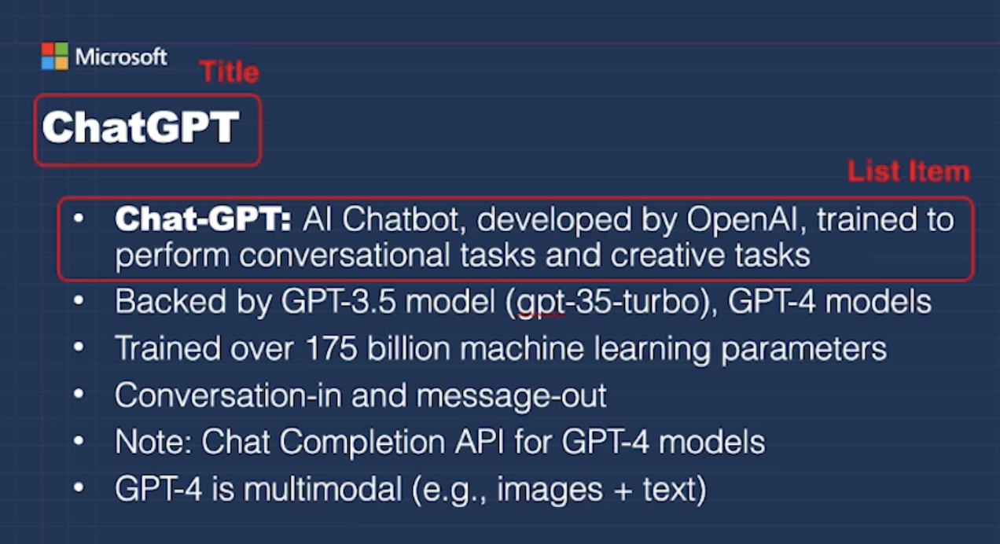 Microsoft
Title
ChatGPT
List Item
• Chat-GPT: AI Chatbot, developed by OpenAI, trained to
perform conversational tasks and creative tasks
• Backed by GPT-3.5 model (gpt-35-turbo), GPT-4 models
• Trained over 175 billion machine learning parameters
• Conversation-in and message-out
• Note: Chat Completion API for GPT-4 models
• GPT-4 is multimodal (e.g., images + text)